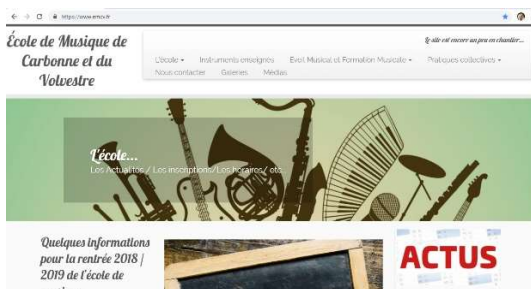 https://www.emcv.fr
École de Musique de
Carbonne et du
Volvestre
le site est encore un peu en chantier...
L'école
Instruments enseignés
Eveil Musical et Formation Musicale
Pratiques collectives
Nous contacter
Galeries
Médias
L'école...
Les Actualités / Les inscriptions/Les horaires/ etc...
Quelques informations
pour la rentrée 2018 /
2019 de l'école de
ACTUS